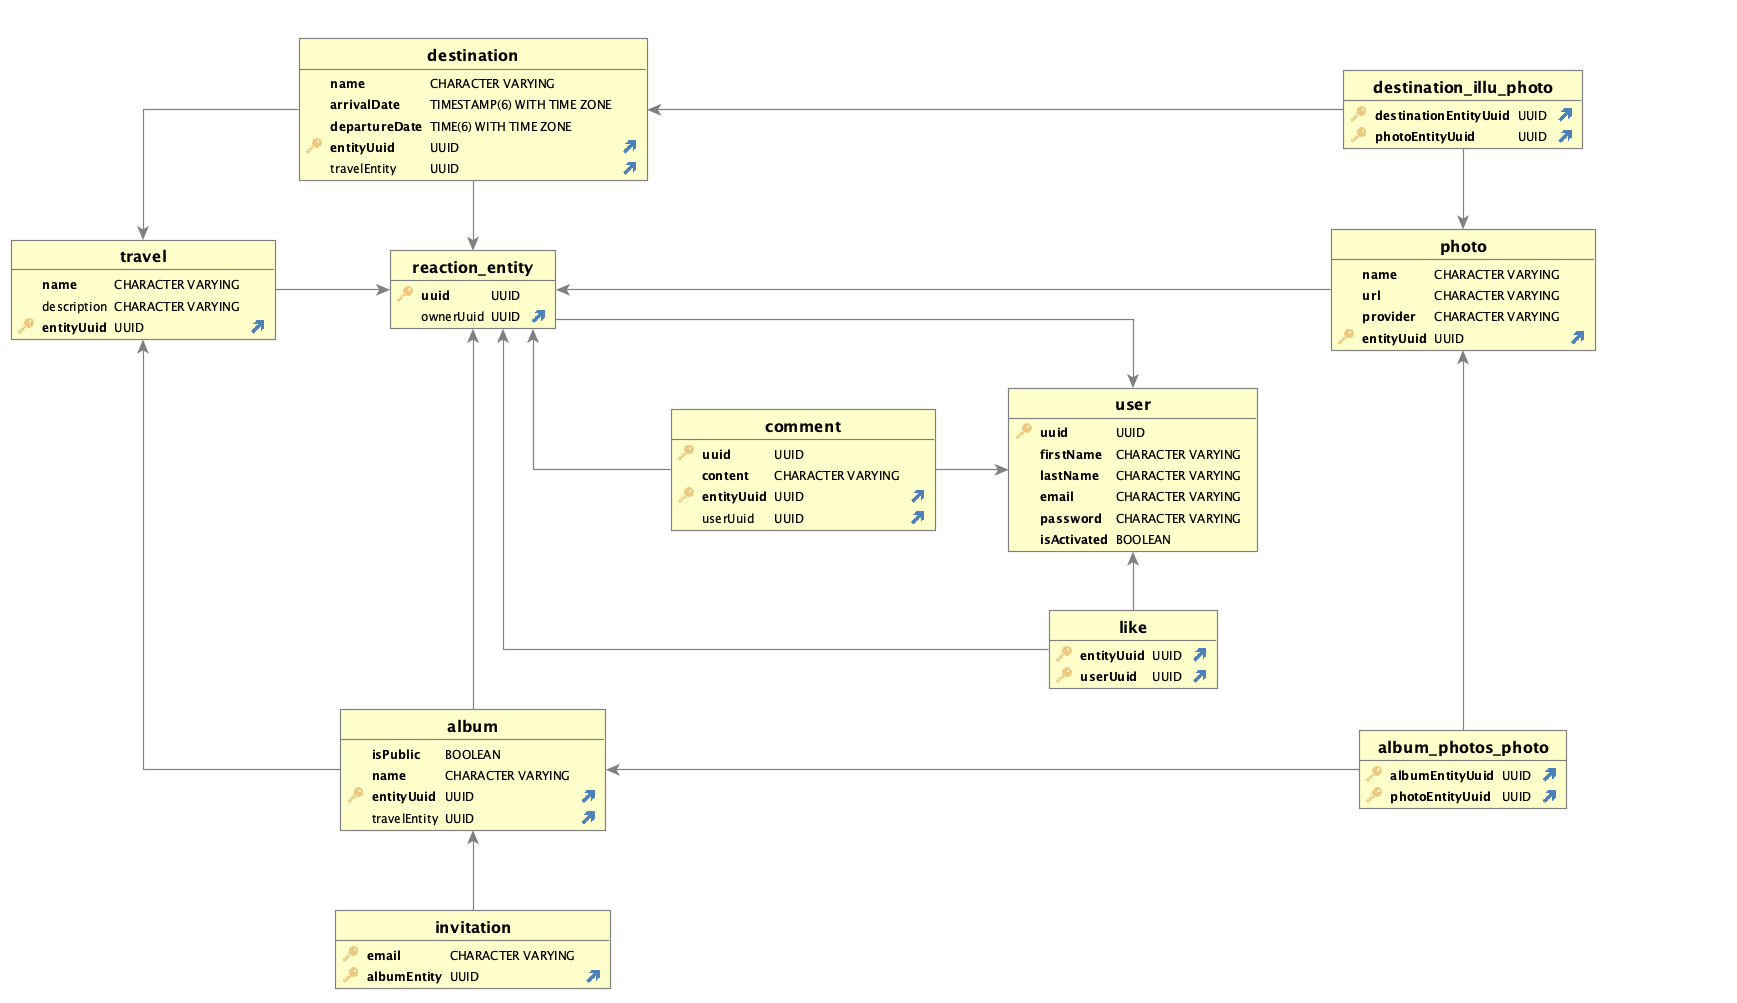 destination
name CHARACTER VARYING
arrivalDate TIMESTAMP(6) WITH TIME ZONE
departureDate TIME(6) WITH TIME ZONE
entityUuid UUID
travelEntity UUID
destination_illu_photo
destinationEntityUuid UUID
photoEntityUuid UUID
travel
name CHARACTER VARYING
description CHARACTER VARYING
entityUuid UUID
reaction_entity
uuid UUID
ownerUuid UUID
photo
name CHARACTER VARYING
url CHARACTER VARYING
provider CHARACTER VARYING
entityUuid UUID
comment
uuid UUID
content CHARACTER VARYING
entityUuid UUID
userUuid UUID
user
uuid UUID
firstName CHARACTER VARYING
lastName CHARACTER VARYING
email CHARACTER VARYING
password CHARACTER VARYING
isActivated BOOLEAN
like
entityUuid UUID
userUuid UUID
album
isPublic BOOLEAN
name CHARACTER VARYING
entityUuid UUID
travelEntity UUID
album_photos_photo
albumEntityUuid UUID
photoEntityUuid UUID
invitation
email CHARACTER VARYING
albumEntity UUID